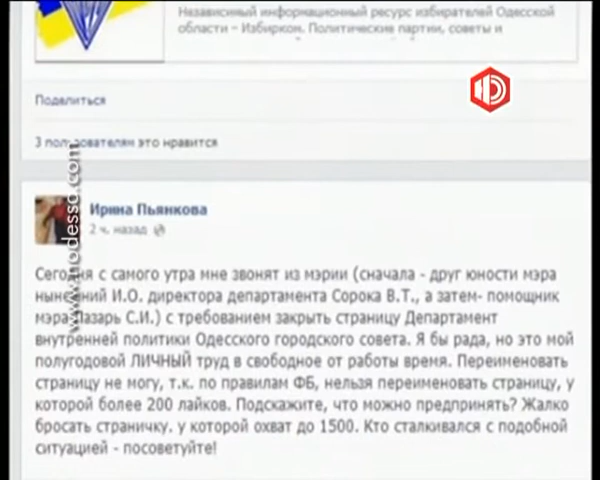 Независимый информационный ресурс избирателей Одесской
области – Избирком. Политические партии, советы и
Поделиться
3 пользователям это нравится
Ирина Пьянкова
2 ч. назад
Сегодня с самого утра мне звонят из мэрии (сначала - друг юности мэра
нынешний И.О. директора департамента Сорока В.Т., а затем- помощник
мэра Лазарь С.И.) с требованием закрыть страницу Департамент
внутренней политики Одесского городского совета. Я бы рада, но это мой
полугодовой ЛИЧНЫЙ труд в свободное от работы время. Переименовать
страницу не могу, т.к. по правилам ФБ, нельзя переименовать страницу, у
которой более 200 лайков. Подскажите, что можно предпринять? Жалко
бросать страничку. у которой охват до 1500. Кто сталкивался с подобной
ситуацией - посоветуйте!